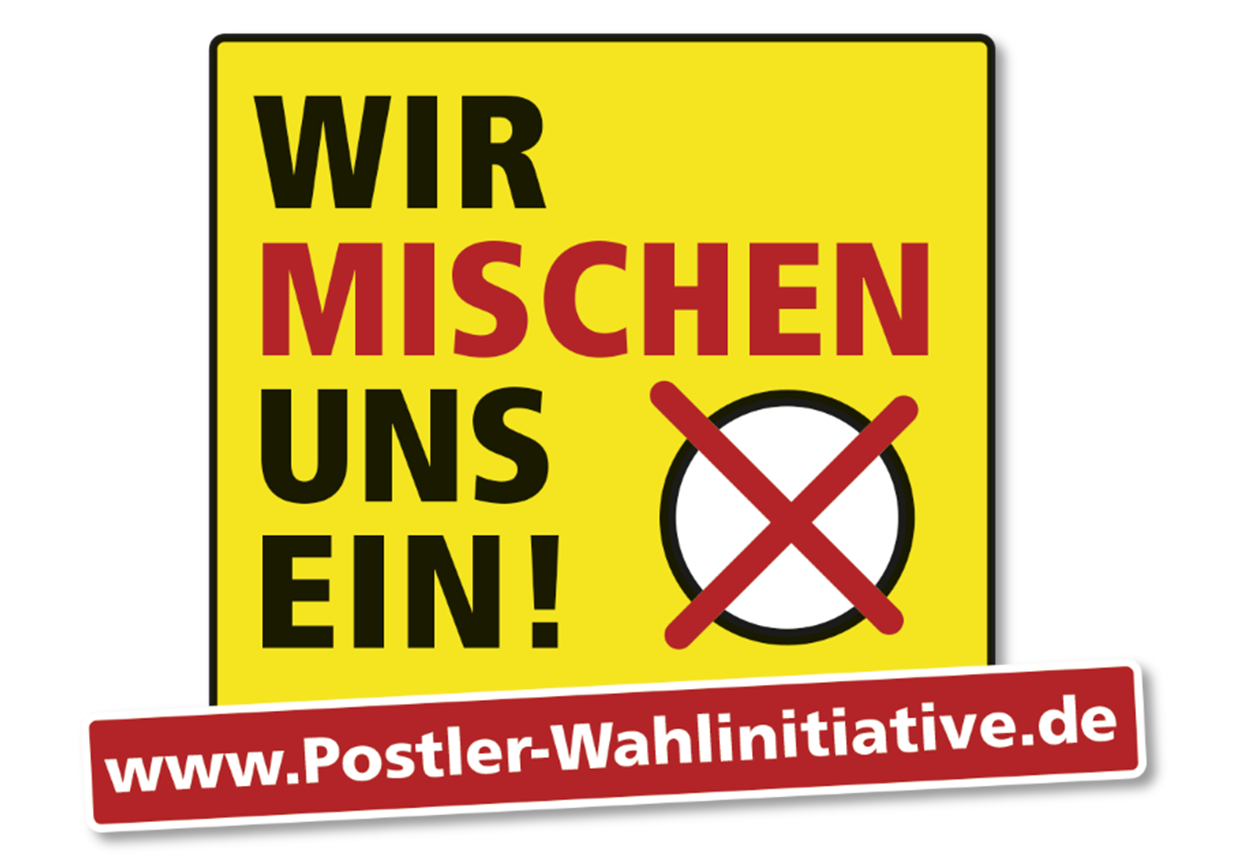 WIR
MISCHEN
UNS
EIN!
www.Postler-Wahlinitiative.de